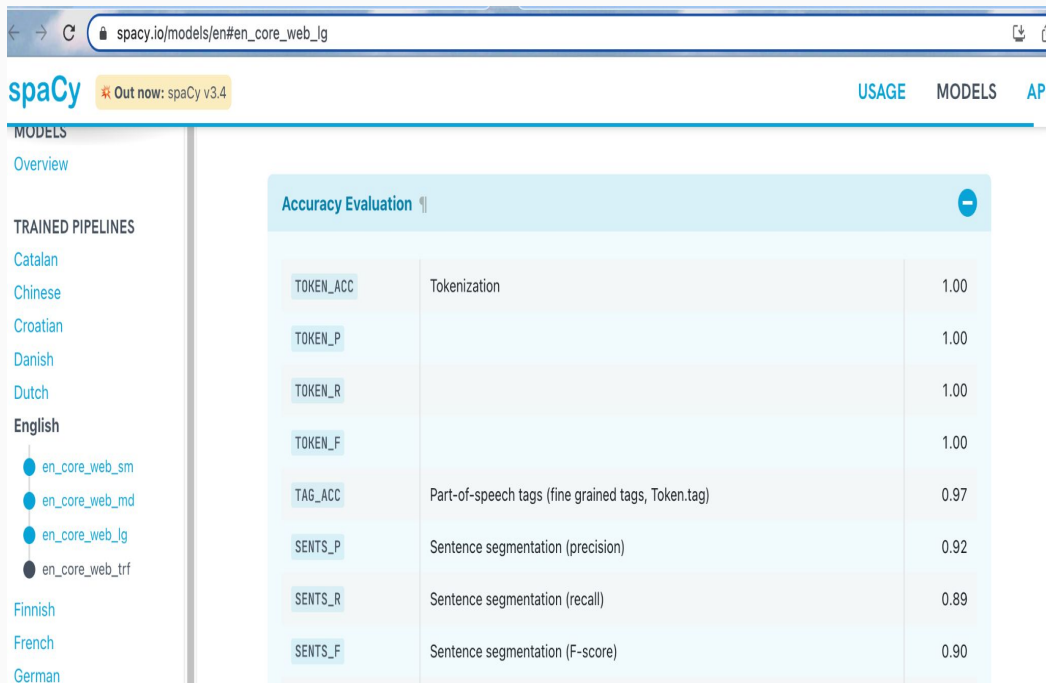 spacy.io/models/en#en_core_web_lg
spaCy Out now: spaCy v3.4 USAGE MODELS AP
MODELS
Overview
TRAINED PIPELINES
Catalan
Chinese
Croatian
Danish
Dutch
English
en_core_web_sm
en_core_web_md
en_core_web_lg
en_core_web_trf
Finnish
French
German
Accuracy Evaluation ¶
TOKEN_ACC Tokenization 1.00
TOKEN_P 1.00
TOKEN_R 1.00
TOKEN_F 1.00
TAG_ACC Part-of-speech tags (fine grained tags, Token.tag) 0.97
SENTS_P Sentence segmentation (precision) 0.92
SENTS_R Sentence segmentation (recall) 0.89
SENTS_F Sentence segmentation (F-score) 0.90